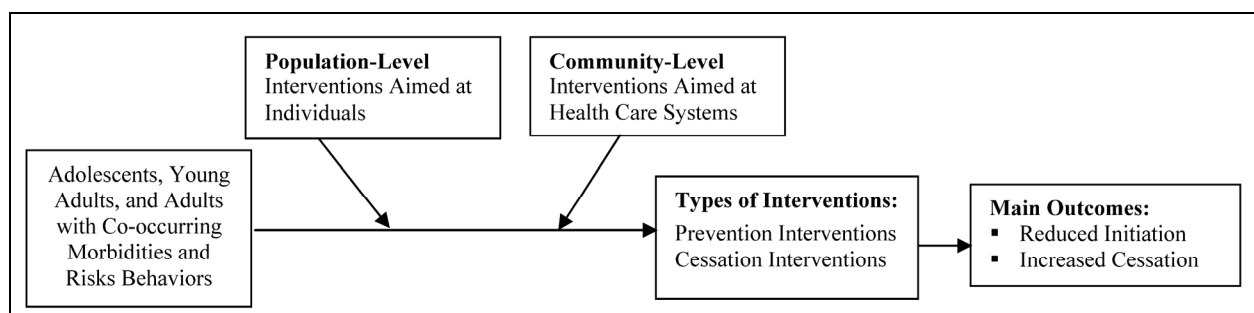 Population-Level
Interventions Aimed at
Individuals
Community-Level
Interventions Aimed at
Health Care Systems
Adolescents, Young
Adults, and Adults
with Co-occurring
Morbidities and
Risks Behaviors
Types of Interventions:
Prevention Interventions
Cessation Interventions
Main Outcomes:
▪ Reduced Initiation
▪ Increased Cessation